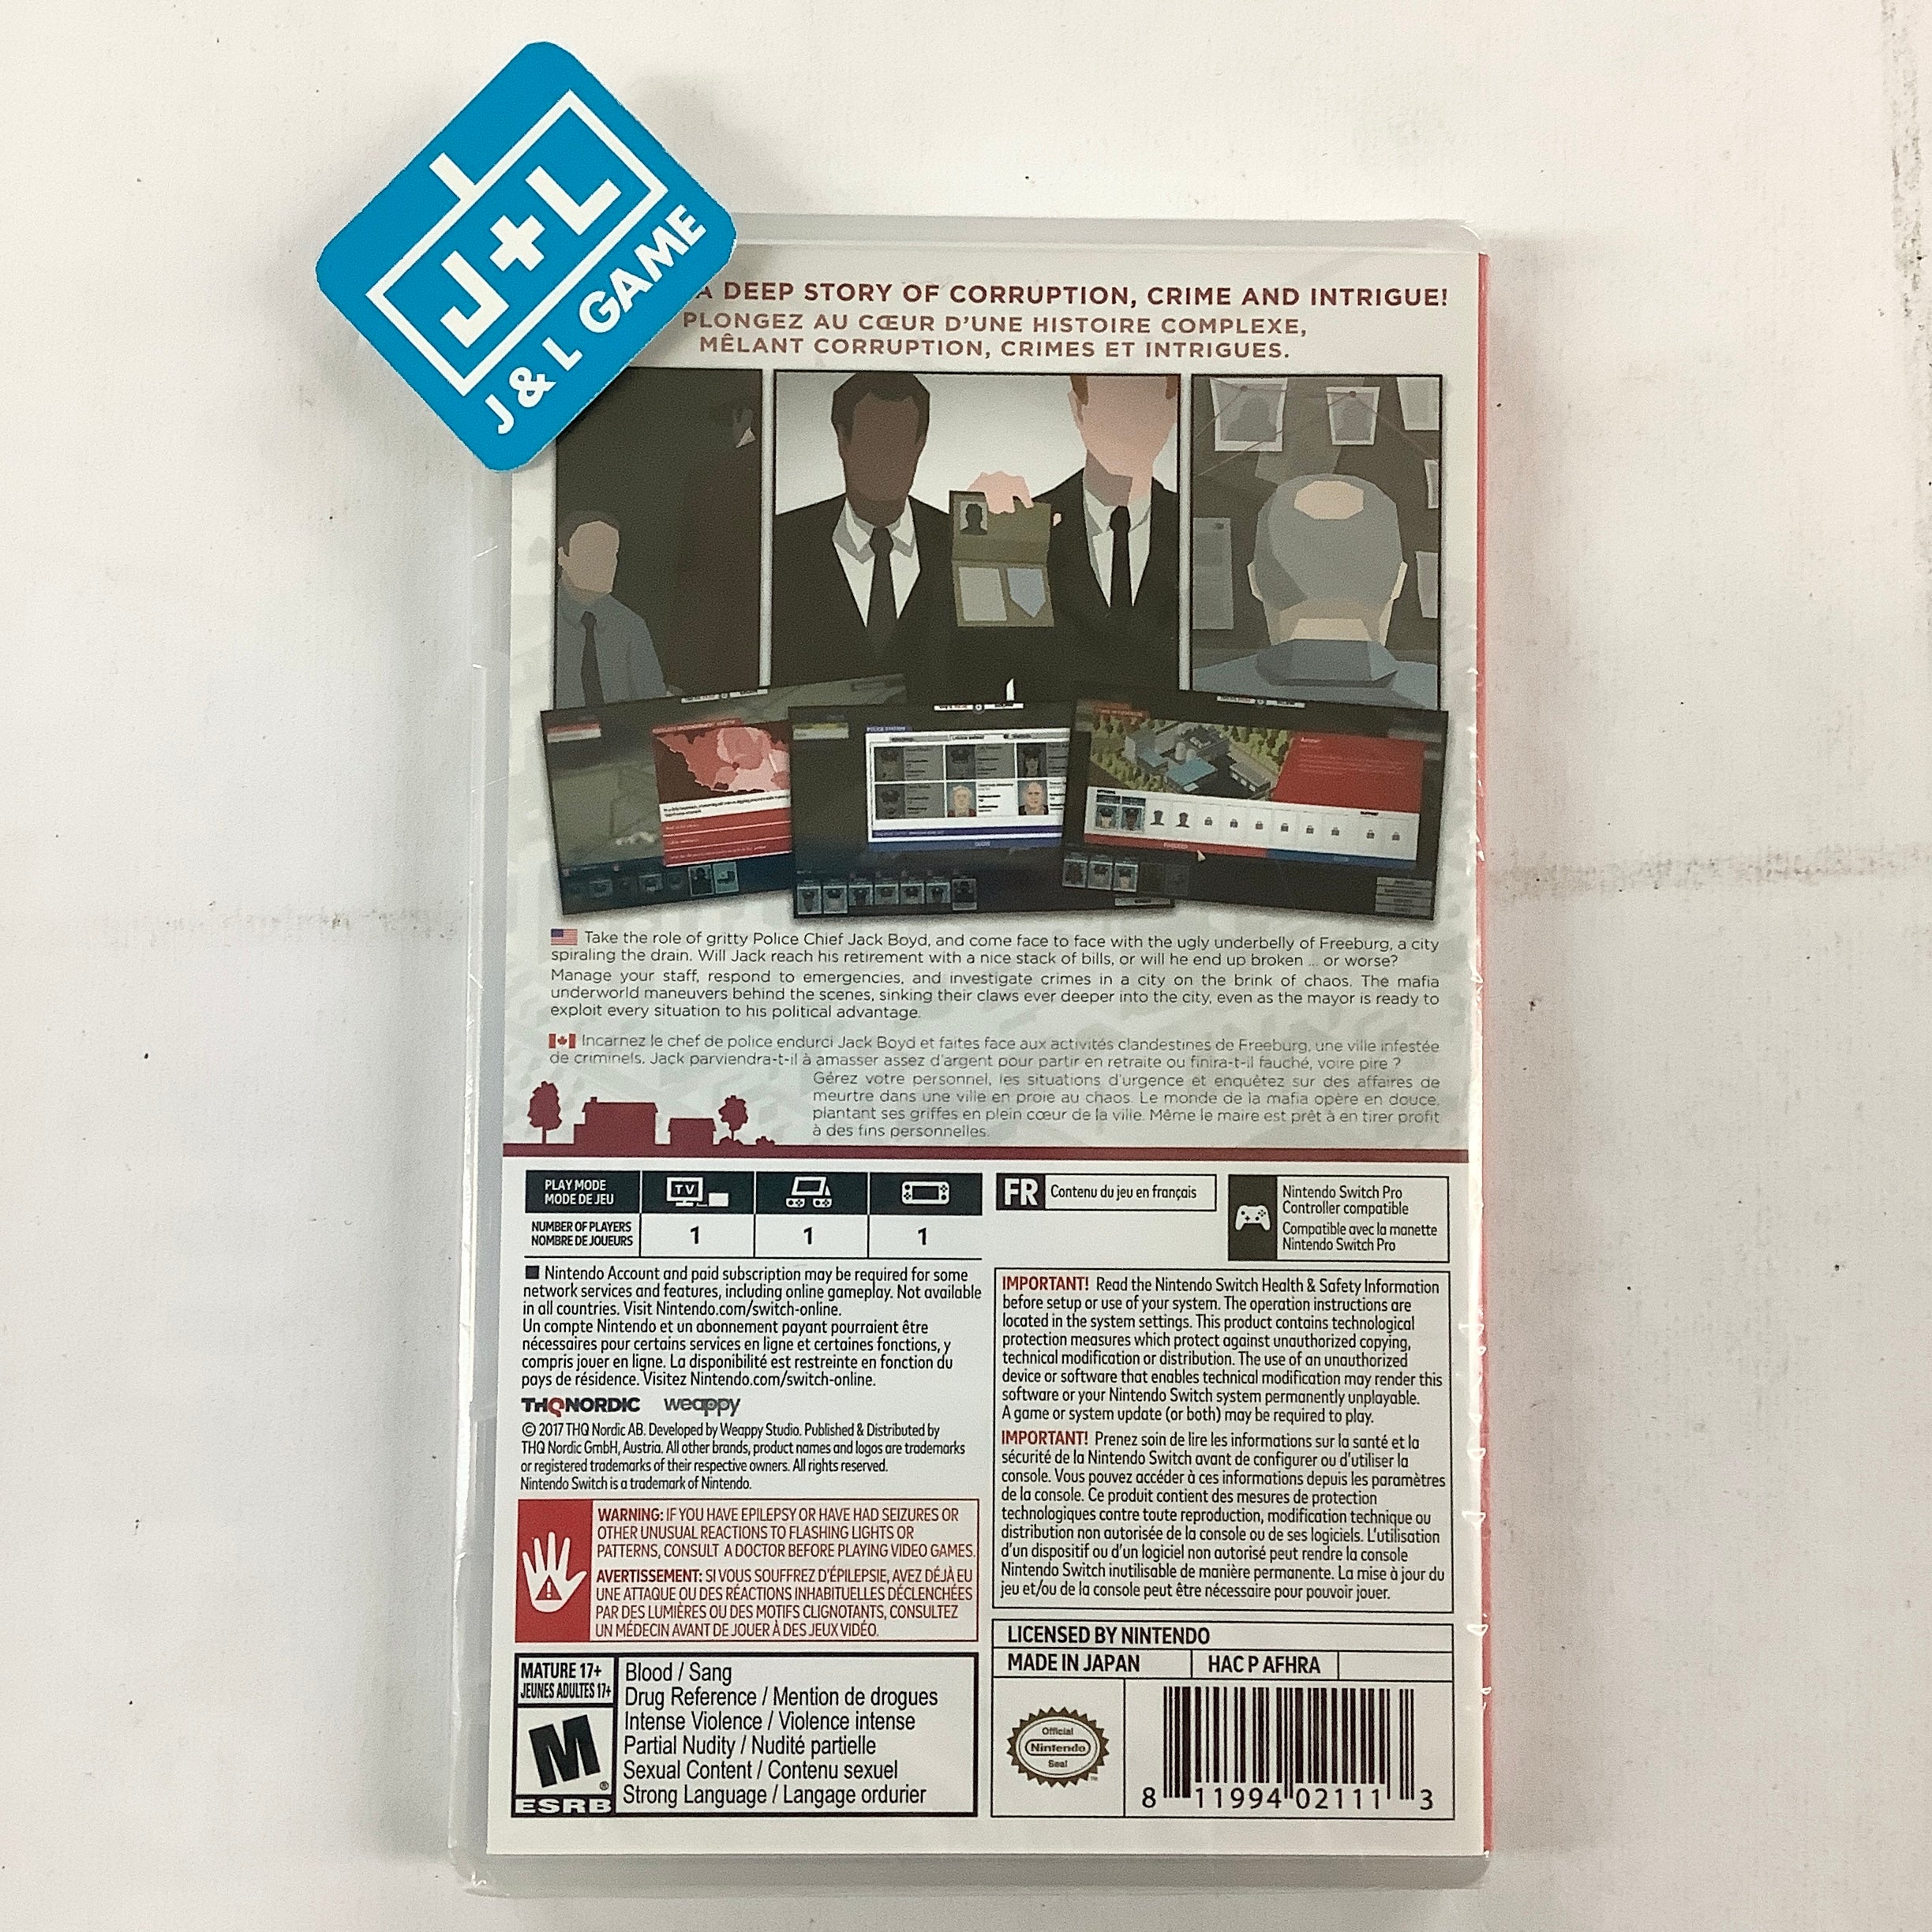 J+L
J & L GAME
A DEEP STORY OF CORRUPTION, CRIME AND INTRIGUE!
PLONGEZ AU CŒUR D'UNE HISTOIRE COMPLEXE,
MÊLANT CORRUPTION, CRIMES ET INTRIGUES.
POLICE STATION
Take the role of gritty Police Chief Jack Boyd, and come face to face with the ugly underbelly of Freeburg, a city
spiraling the drain. Will Jack reach his retirement with a nice stack of bills, or will he end up broken ... or worse?
Manage your staff, respond to emergencies, and investigate crimes in a city on the brink of chaos. The mafia
underworld maneuvers behind the scenes, sinking their claws ever deeper into the city, even as the mayor is ready to
exploit every situation to his political advantage.
Incarnez le chef de police endurci Jack Boyd et faites face aux activités clandestines de Freeburg, une ville infestée
de criminels. Jack parviendra-t-il à amasser assez d'argent pour partir en retraite ou finira-t-il fauché, voire pire ?
Gérez votre personnel, les situations d'urgence et enquêtez sur des affaires de
meurtre dans une ville en proie au chaos. Le monde de la mafia opère en douce,
plantant ses griffes en plein cœur de la ville. Même le maire est prêt à en tirer profit
à des fins personnelles.
PLAY MODE
MODE DE JEU
TV
NUMBER OF PLAYERS
NOMBRE DE JOUEURS
1 1 1
FR Contenu du jeu en français
Nintendo Switch Pro
Controller compatible
Compatible avec la manette
Nintendo Switch Pro
Nintendo Account and paid subscription may be required for some
network services and features, including online gameplay. Not available
in all countries. Visit Nintendo.com/switch-online.
Un compte Nintendo et un abonnement payant pourraient être
nécessaires pour certains services en ligne et certaines fonctions, y
compris jouer en ligne. La disponibilité est restreinte en fonction du
pays de résidence. Visitez Nintendo.com/switch-online.
THQNORDIC weappy
© 2017 THQ Nordic AB. Developed by Weappy Studio. Published & Distributed by
THQ Nordic GmbH, Austria. All other brands, product names and logos are trademarks
or registered trademarks of their respective owners. All rights reserved.
Nintendo Switch is a trademark of Nintendo.
WARNING: IF YOU HAVE EPILEPSY OR HAVE HAD SEIZURES OR
OTHER UNUSUAL REACTIONS TO FLASHING LIGHTS OR
PATTERNS, CONSULT A DOCTOR BEFORE PLAYING VIDEO GAMES.
AVERTISSEMENT: SI VOUS SOUFFREZ D'ÉPILEPSIE, AVEZ DÉJÀ EU
UNE ATTAQUE OU DES RÉACTIONS INHABITUELLES DÉCLENCHÉES
PAR DES LUMIÈRES OU DES MOTIFS CLIGNOTANTS, CONSULTEZ
UN MÉDECIN AVANT DE JOUER À DES JEUX VIDÉO.
MATURE 17+
JEUNES ADULTES 17+
M®
ESRB
Blood / Sang
Drug Reference / Mention de drogues
Intense Violence / Violence intense
Partial Nudity / Nudité partielle
Sexual Content / Contenu sexuel
Strong Language / Langage ordurier
IMPORTANT! Read the Nintendo Switch Health & Safety Information
before setup or use of your system. The operation instructions are
located in the system settings. This product contains technological
protection measures which protect against unauthorized copying,
technical modification or distribution. The use of an unauthorized
device or software that enables technical modification may render this
software or your Nintendo Switch system permanently unplayable.
A game or system update (or both) may be required to play.
IMPORTANT! Prenez soin de lire les informations sur la santé et la
sécurité de la Nintendo Switch avant de configurer ou d'utiliser la
console. Vous pouvez accéder à ces informations depuis les paramètres
de la console. Ce produit contient des mesures de protection
technologiques contre toute reproduction, modification technique ou
distribution non autorisée de la console ou de ses logiciels. L'utilisation
d'un dispositif ou d'un logiciel non autorisé peut rendre la console
Nintendo Switch inutilisable de manière permanente. La mise à jour du
jeu et/ou de la console peut être nécessaire pour pouvoir jouer.
LICENSED BY NINTENDO
MADE IN JAPAN HAC P AFHRA
Official
Nintendo
Seal
™
8 11994 02111 3